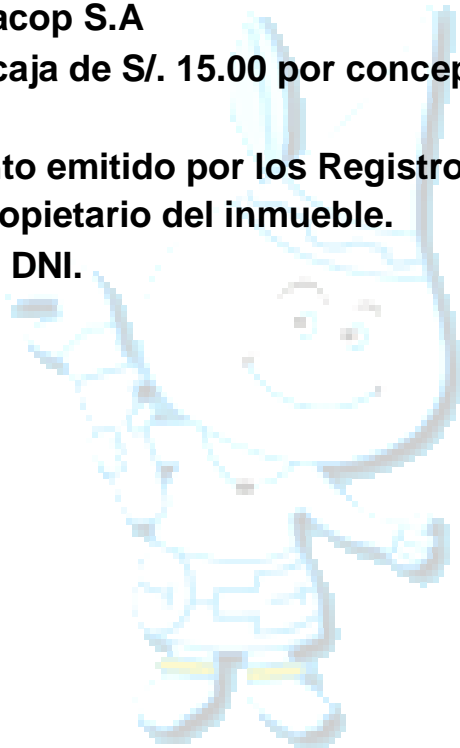 acop S.A
caja de S/. 15.00 por concep
to emitido por los Registro
opietario del inmueble.
DNI.